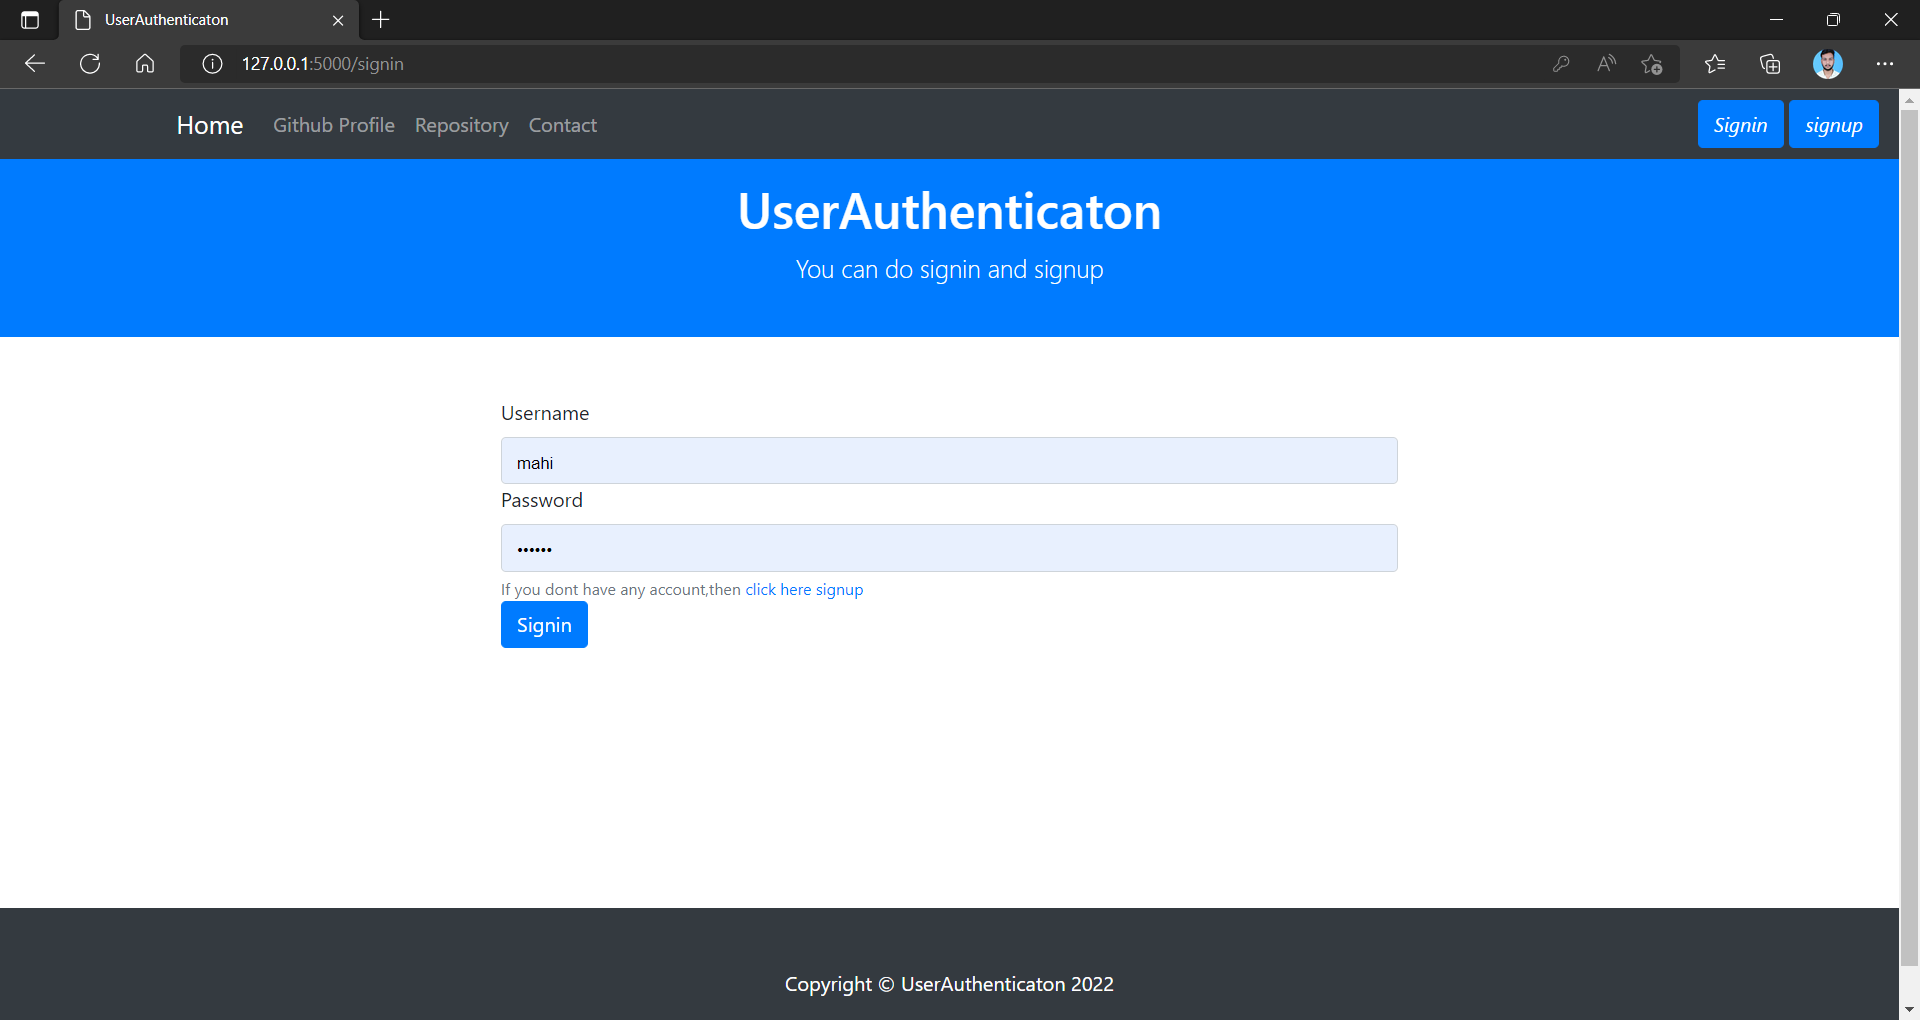 UserAuthenticaton
127.0.0.1:5000/signin
Home Github Profile Repository Contact Signin signup
UserAuthenticaton
You can do signin and signup
Username
mahi
Password
••••••
If you dont have any account,then click here signup
Signin
Copyright © UserAuthenticaton 2022